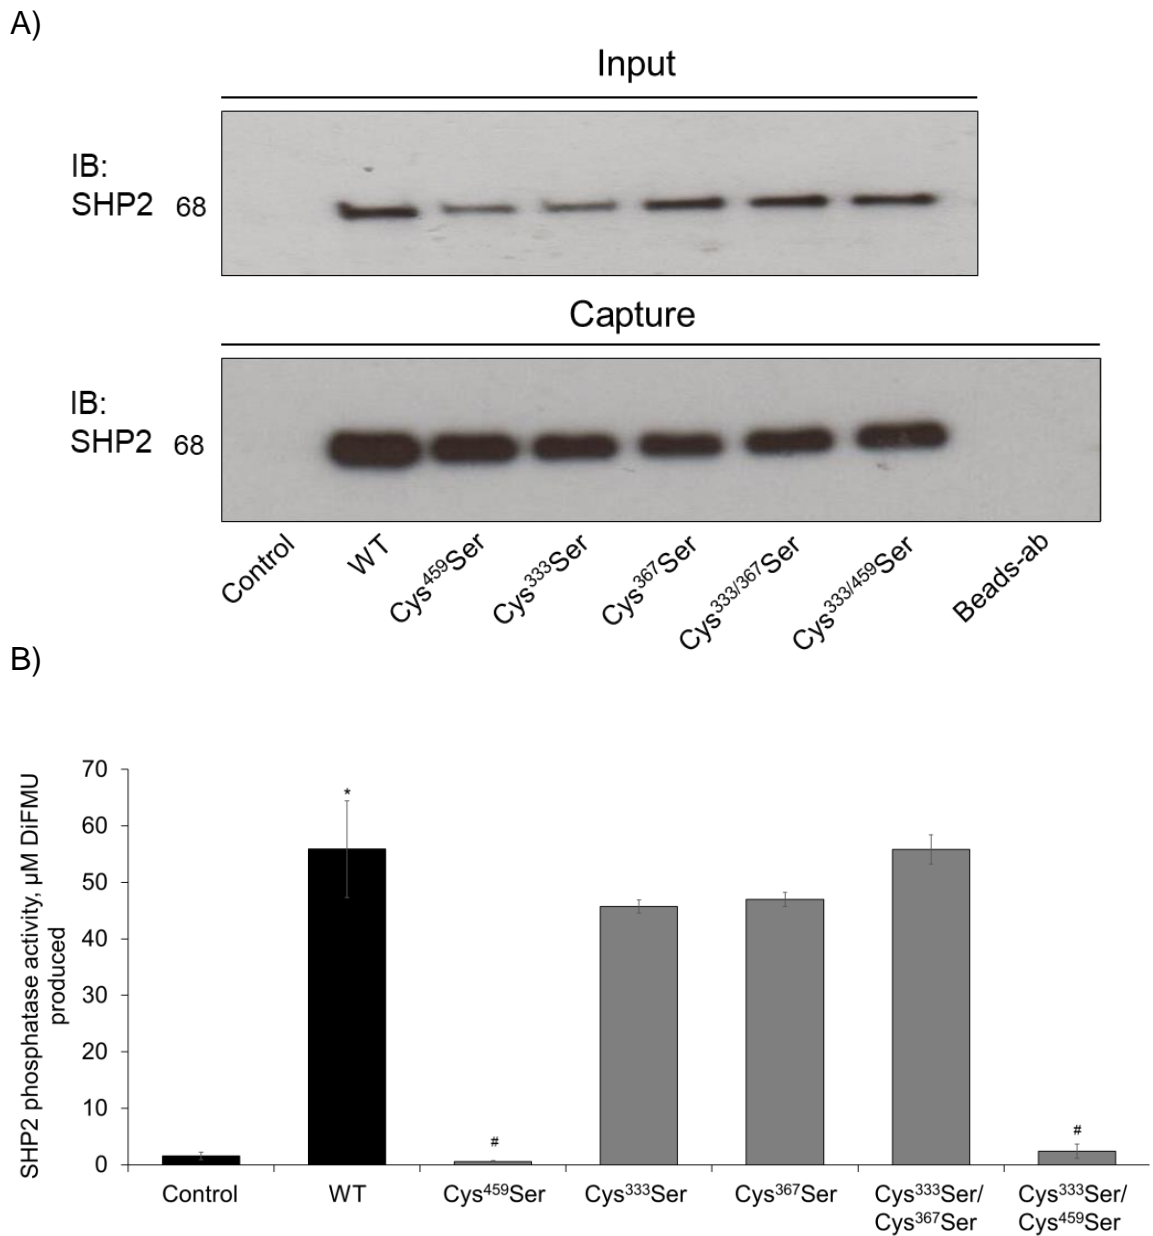 A)
Input
IB:
SHP2 68
Capture
IB:
SHP2 68
Control WT Cys⁴⁵⁹Ser Cys³³³Ser Cys³⁶⁷Ser Cys³³³/³⁶⁷Ser Cys³³³/⁴⁵⁹Ser Beads-ab
B)
SHP2 phosphatase activity, µM DiFMU
produced
70
*
60
50
40
30
20
10
# #
0
Control WT Cys⁴⁵⁹Ser Cys³³³Ser Cys³⁶⁷Ser Cys³³³Ser/ Cys³³³Ser/
Cys³⁶⁷Ser Cys⁴⁵⁹Ser